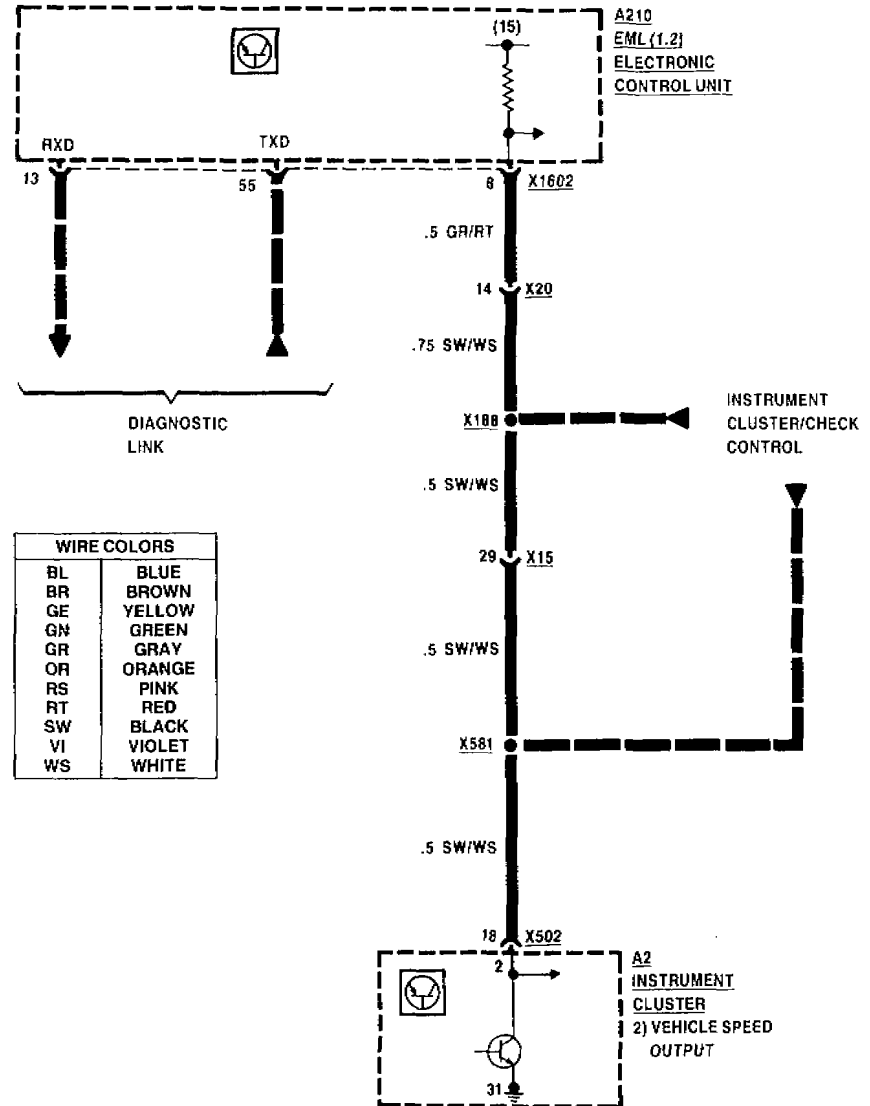 A210
EML (1.2)
ELECTRONIC
CONTROL UNIT
(15)
RXD
TXD
13
55
8 X1602
.5 GR/RT
14 X20
.75 SW/WS
X188
INSTRUMENT
CLUSTER/CHECK
CONTROL
DIAGNOSTIC
LINK
.5 SW/WS
29 X15
WIRE COLORS
BL BLUE
BR BROWN
GE YELLOW
GN GREEN
GR GRAY
OR ORANGE
RS PINK
RT RED
SW BLACK
VI VIOLET
WS WHITE
.5 SW/WS
X581
.5 SW/WS
18 X502
2
A2
INSTRUMENT
CLUSTER
2) VEHICLE SPEED
OUTPUT
31